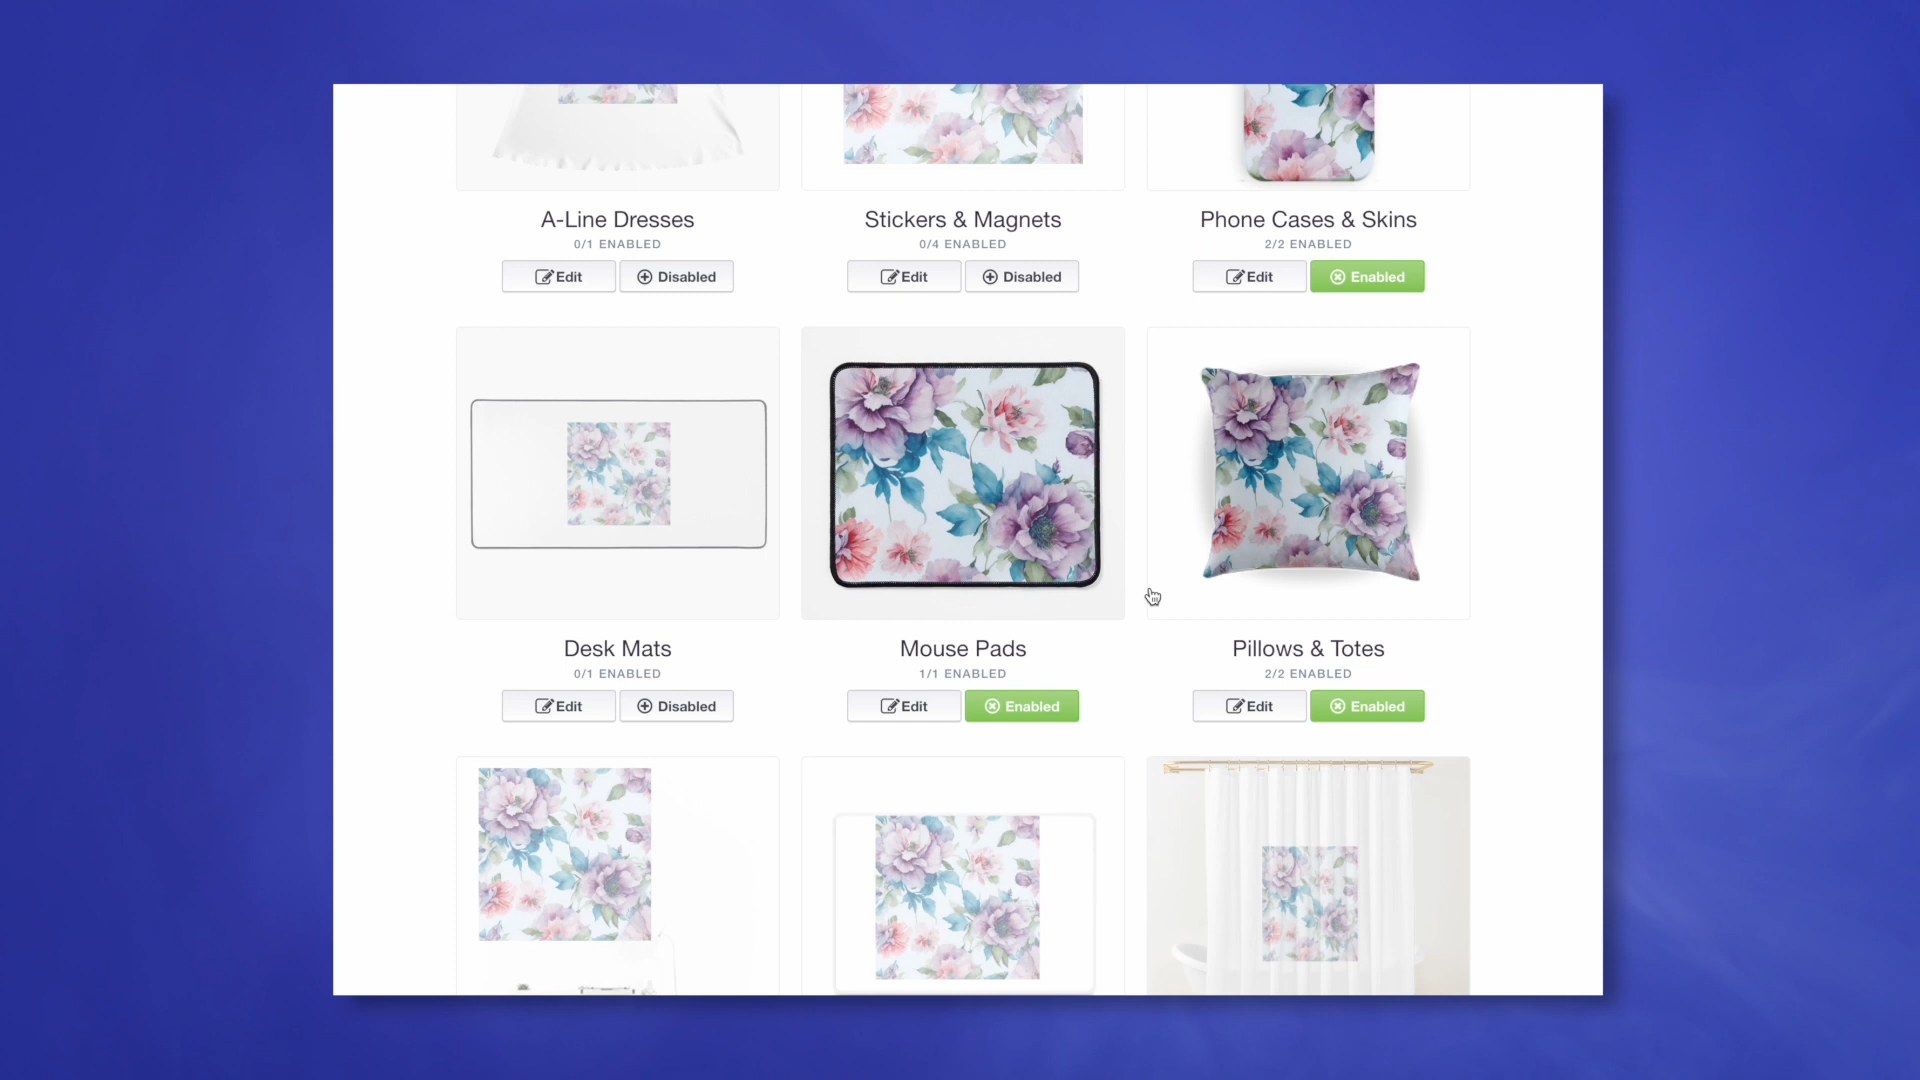 A-Line Dresses
0/1 ENABLED
Edit
Disabled
Stickers & Magnets
0/4 ENABLED
Edit
Disabled
Phone Cases & Skins
2/2 ENABLED
Edit
Enabled
Desk Mats
0/1 ENABLED
Edit
Disabled
Mouse Pads
1/1 ENABLED
Edit
Enabled
Pillows & Totes
2/2 ENABLED
Edit
Enabled